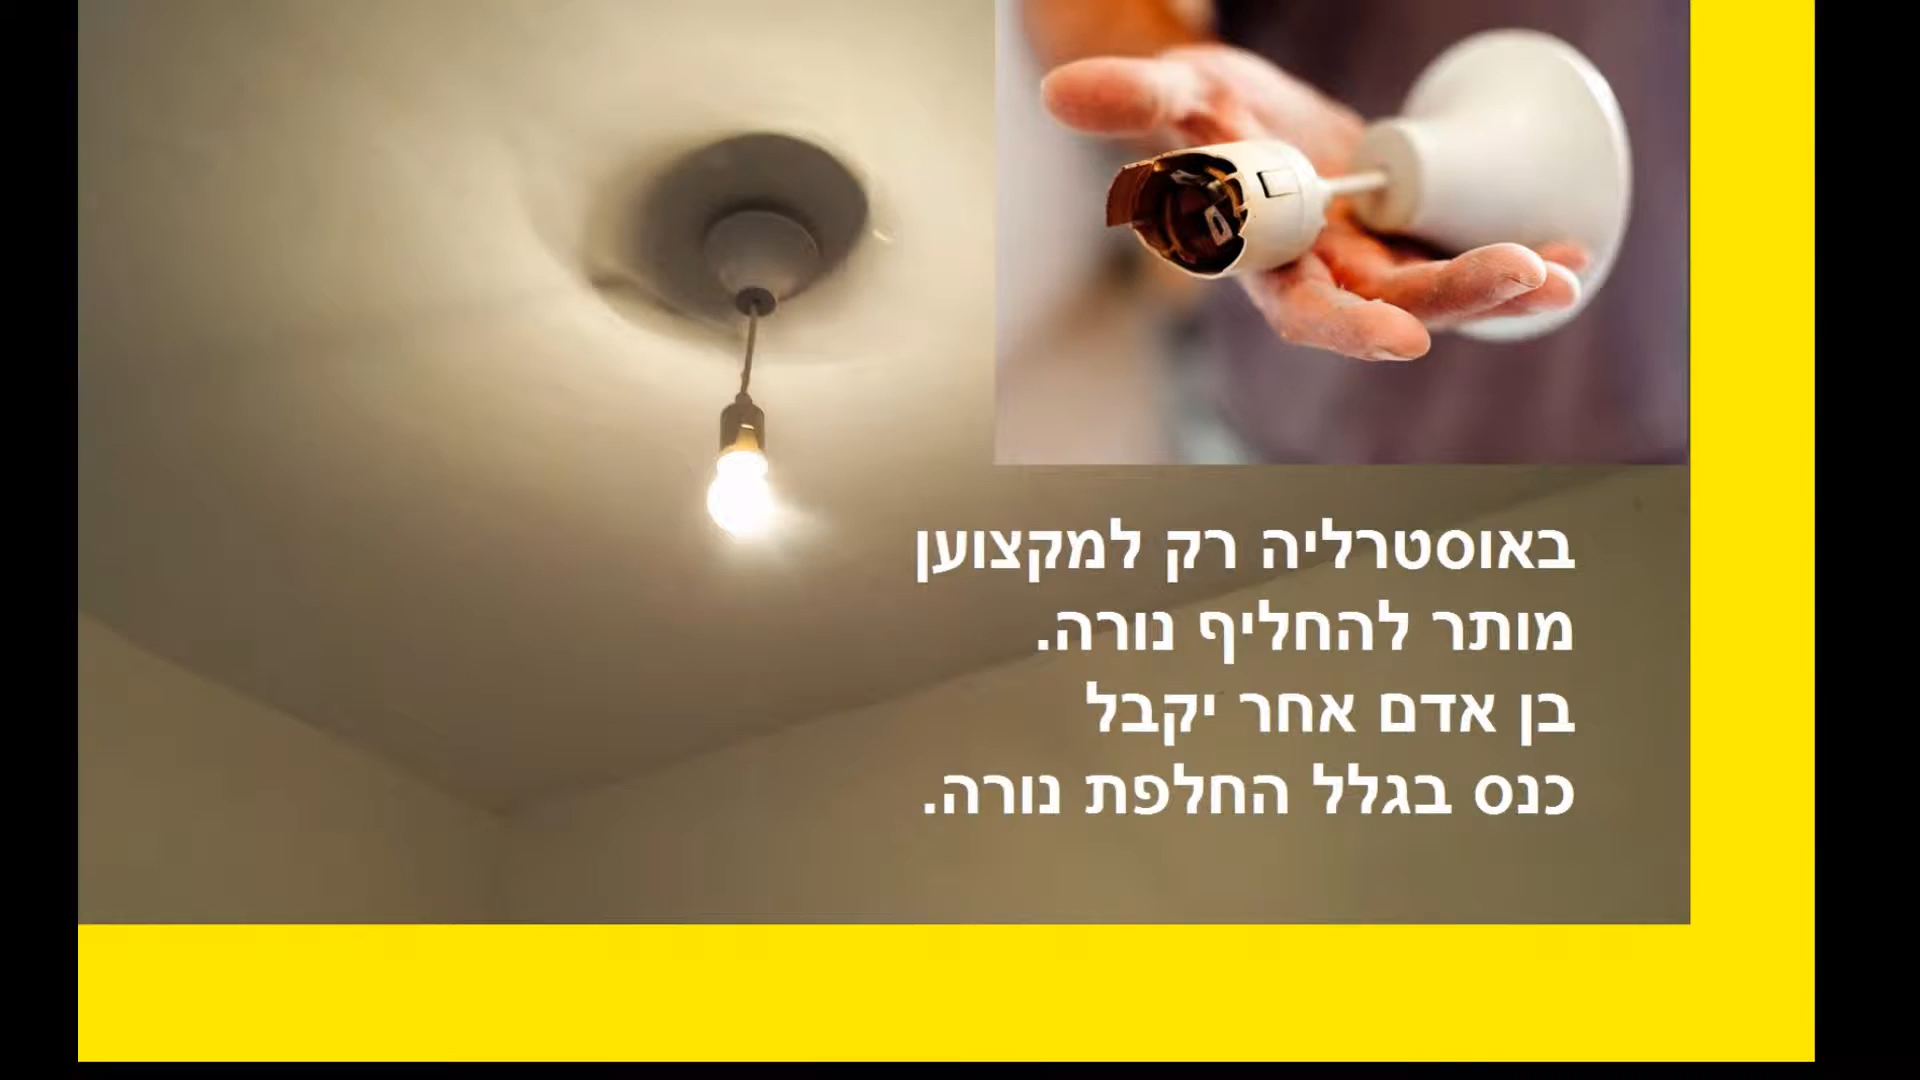 באוסטרליה רק למקצוען
מותר להחליף נורה.
בן אדם אחר יקבל
כנס בגלל החלפת נורה.